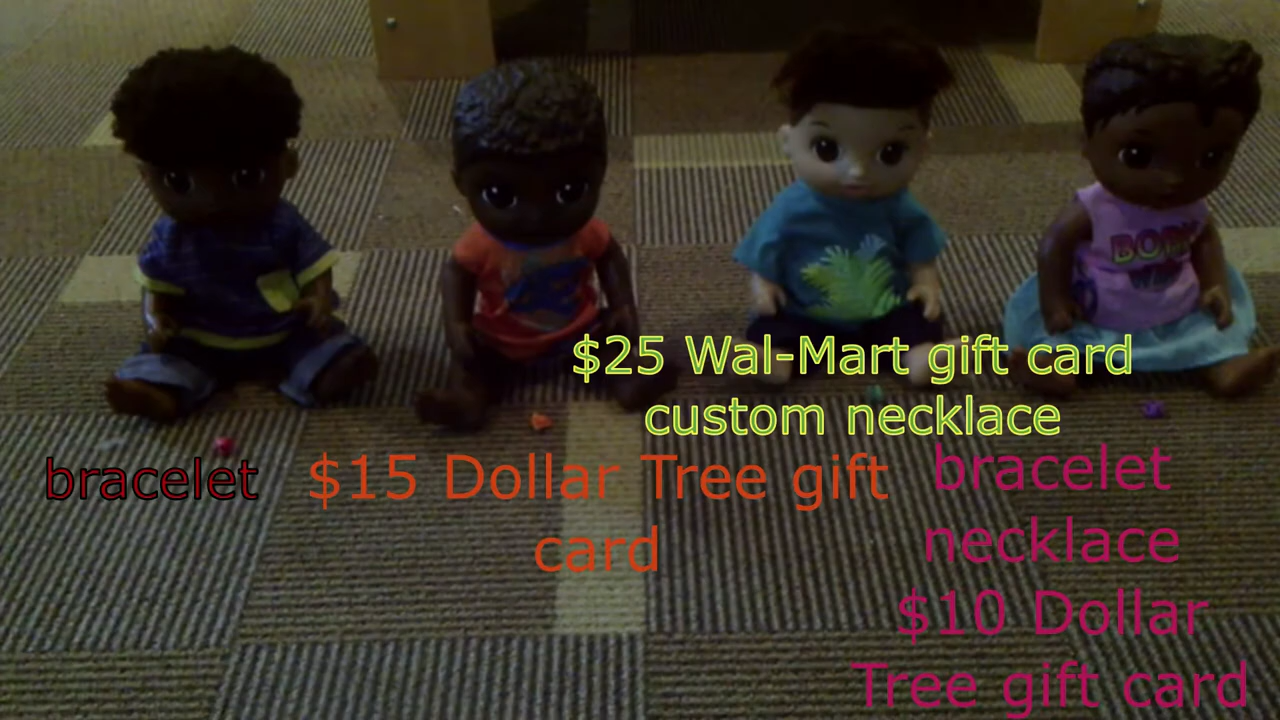 BORN
$25 Wal-Mart gift card
custom necklace
bracelet
$15 Dollar Tree gift
card
bracelet
necklace
$10 Dollar
Tree gift card